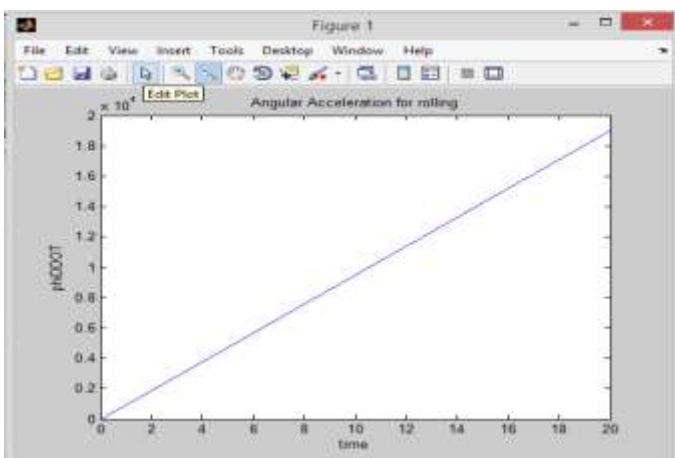 Figure 1
File Edit View Insert Tools Desktop Window Help
Edit Plot
× 10⁴
Angular Acceleration for rolling
2
1.8
1.6
1.4
1.2
1
0.8
0.6
0.4
0.2
0
phDDOT
0 2 4 6 8 10 12 14 16 18 20
time